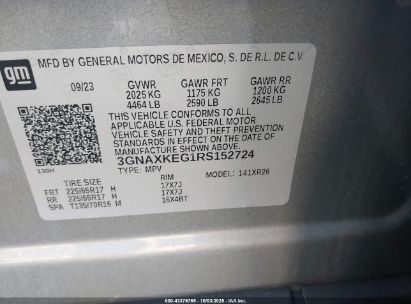 gm
MFD BY GENERAL MOTORS DE MEXICO, S. DE R.L. DE C.V
09/23 GVWR GAWR FRT GAWR RR
2025 KG 1175 KG 1200 KG
4464 LB 2590 LB 2645 LB
THIS VEHICLE CONFORMS TO ALL
APPLICABLE U.S. FEDERAL MOTOR
VEHICLE SAFETY AND THEFT PREVENTION
STANDARDS IN EFFECT ON THE DATE
OF MANUFACTURE SHOWN ABOVE.
3GNAXKEG1RS152724
TYPE: MPV
MODEL: 141XR26
TIRE SIZE RIM
FRT 225/65R17 H 17X7J
RR 225/65R17 H 17X7J
SPA T135/70R16 M 16X4BT